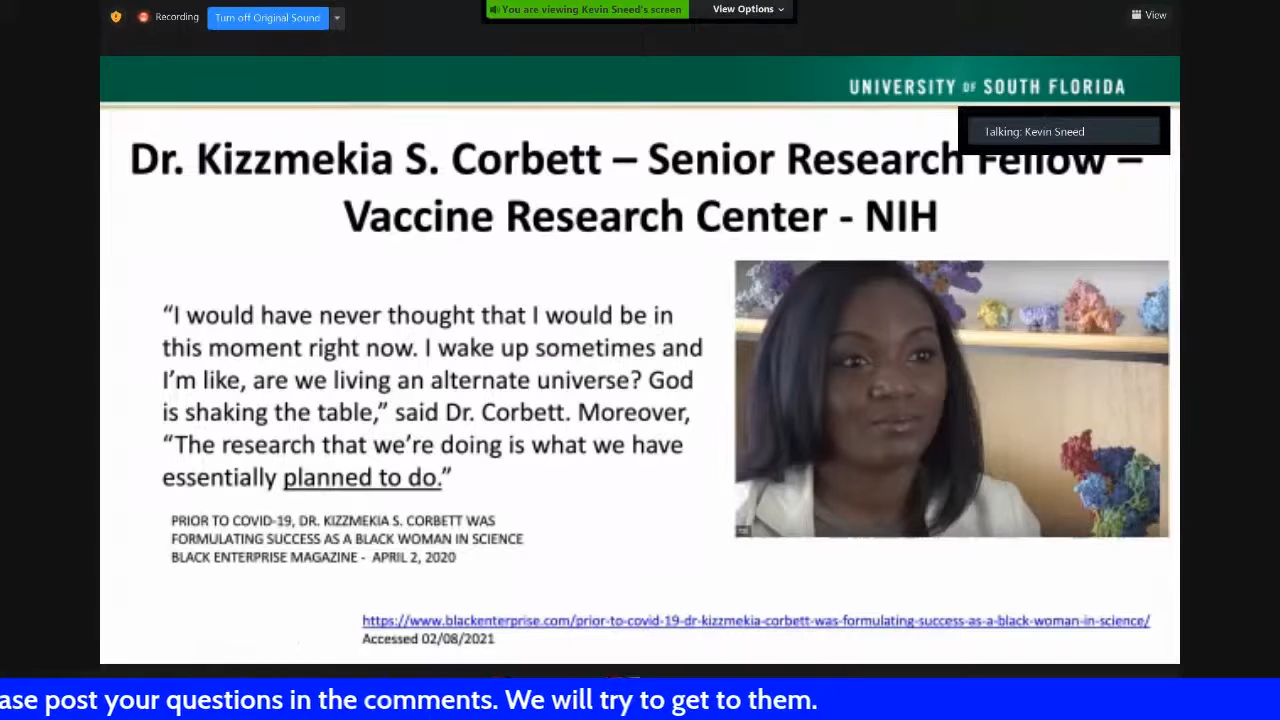 Recording
Turn off Original Sound
You are viewing Kevin Sneed's screen
View Options
View
UNIVERSITY OF SOUTH FLORIDA
Talking: Kevin Sneed
Dr. Kizzmekia S. Corbett – Senior Research Fellow –
Vaccine Research Center - NIH
“I would have never thought that I would be in
this moment right now. I wake up sometimes and
I’m like, are we living an alternate universe? God
is shaking the table,” said Dr. Corbett. Moreover,
“The research that we’re doing is what we have
essentially planned to do.”
PRIOR TO COVID-19, DR. KIZZMEKIA S. CORBETT WAS
FORMULATING SUCCESS AS A BLACK WOMAN IN SCIENCE
BLACK ENTERPRISE MAGAZINE - APRIL 2, 2020
https://www.blackenterprise.com/prior-to-covid-19-dr-kizzmekia-corbett-was-formulating-success-as-a-black-woman-in-science/
Accessed 02/08/2021
ase post your questions in the comments. We will try to get to them.